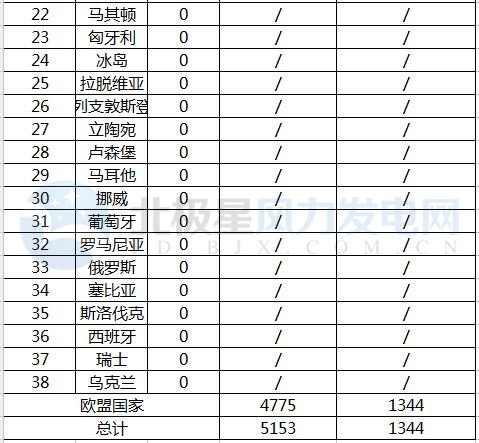 22 马其顿 0 / /
23 匈牙利 0 / /
24 冰岛 0 / /
25 拉脱维亚 0 / /
26 列支敦斯登 0 / /
27 立陶宛 0 / /
28 卢森堡 0 / /
29 马耳他 0 / /
30 挪威 0 / /
31 葡萄牙 0 / /
32 罗马尼亚 0 / /
33 俄罗斯 0 / /
34 塞比亚 0 / /
35 斯洛伐克 0 / /
36 西班牙 0 / /
37 瑞士 0 / /
38 乌克兰 0 / /
欧盟国家 4775 1344
总计 5153 1344
北极星风力发电网
FD.BJX.COM.CN